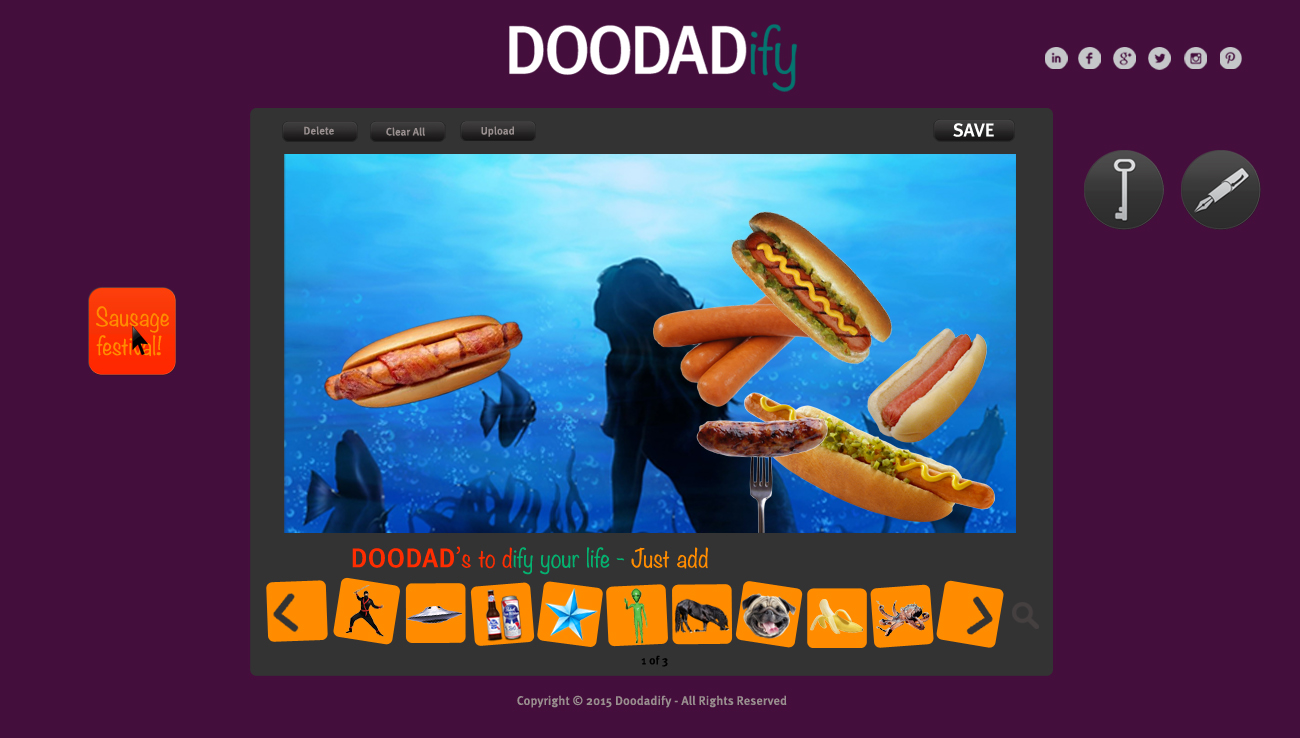 DOODADify
Delete
Clear All
Upload
SAVE
Sausage
festival!
DOODAD's to dify your life - Just add
1 of 3
Copyright © 2015 Doodadify - All Rights Reserved